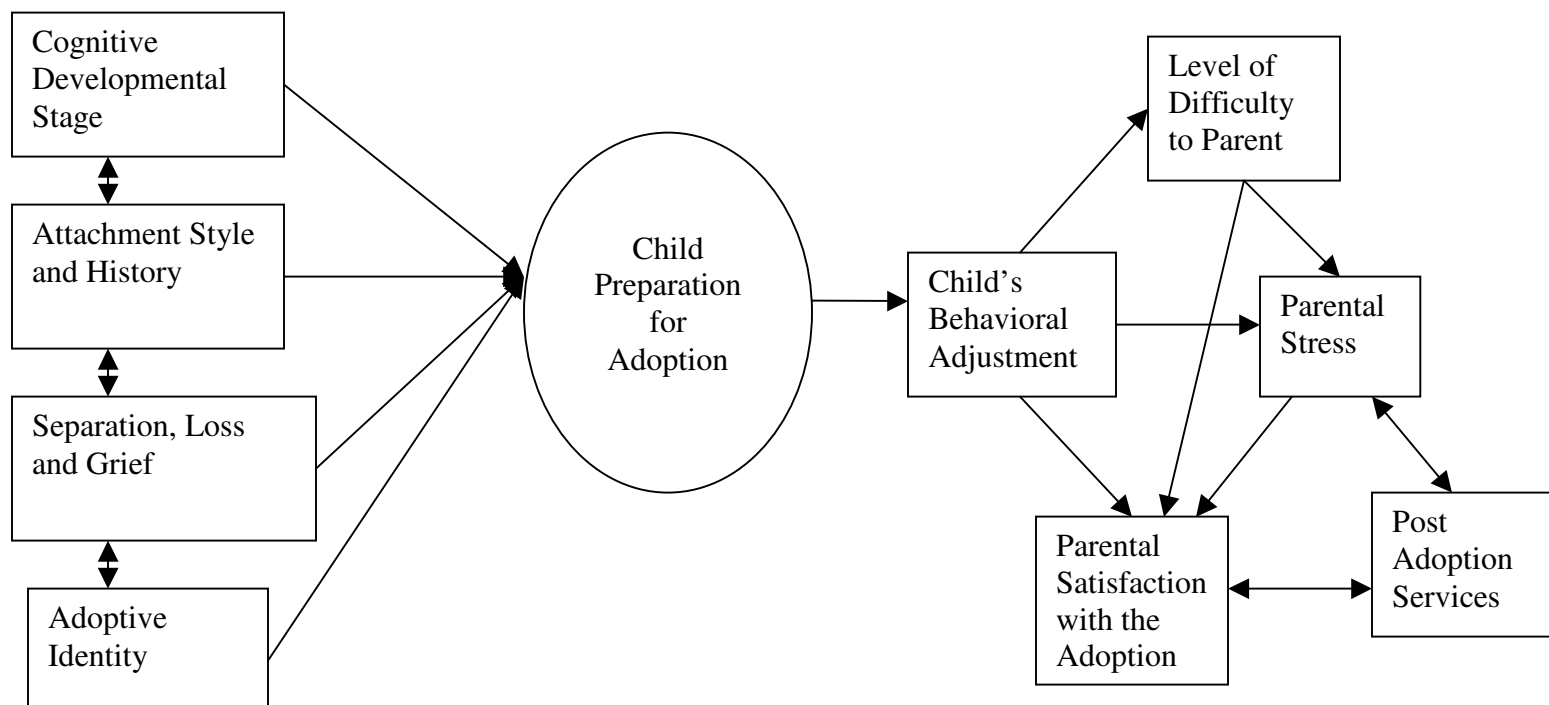 Cognitive
Developmental
Stage
Attachment Style
and History
Separation, Loss
and Grief
Adoptive
Identity
Child
Preparation
for
Adoption
Child’s
Behavioral
Adjustment
Level of
Difficulty
to Parent
Parental
Stress
Parental
Satisfaction
with the
Adoption
Post
Adoption
Services